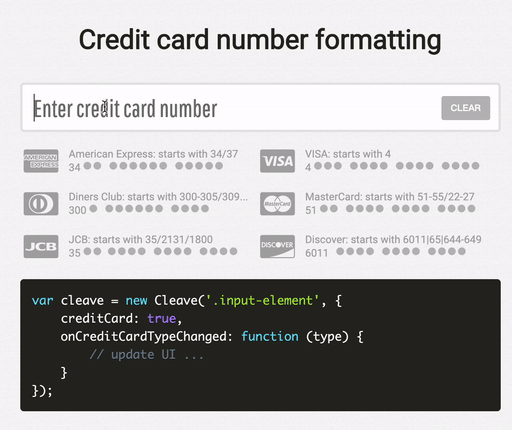 Credit card number formatting
Enter credit card number
CLEAR
AMERICAN EXPRESS
American Express: starts with 34/37
34
VISA
VISA: starts with 4
4
Diners Club: starts with 300-305/309...
300
MasterCard
MasterCard: starts with 51-55/22-27
51
JCB
JCB: starts with 35/2131/1800
35
DISCOVER
Discover: starts with 6011|65|644-649
6011
var cleave = new Cleave('.input-element', {
    creditCard: true,
    onCreditCardTypeChanged: function (type) {
        // update UI ...
    }
});